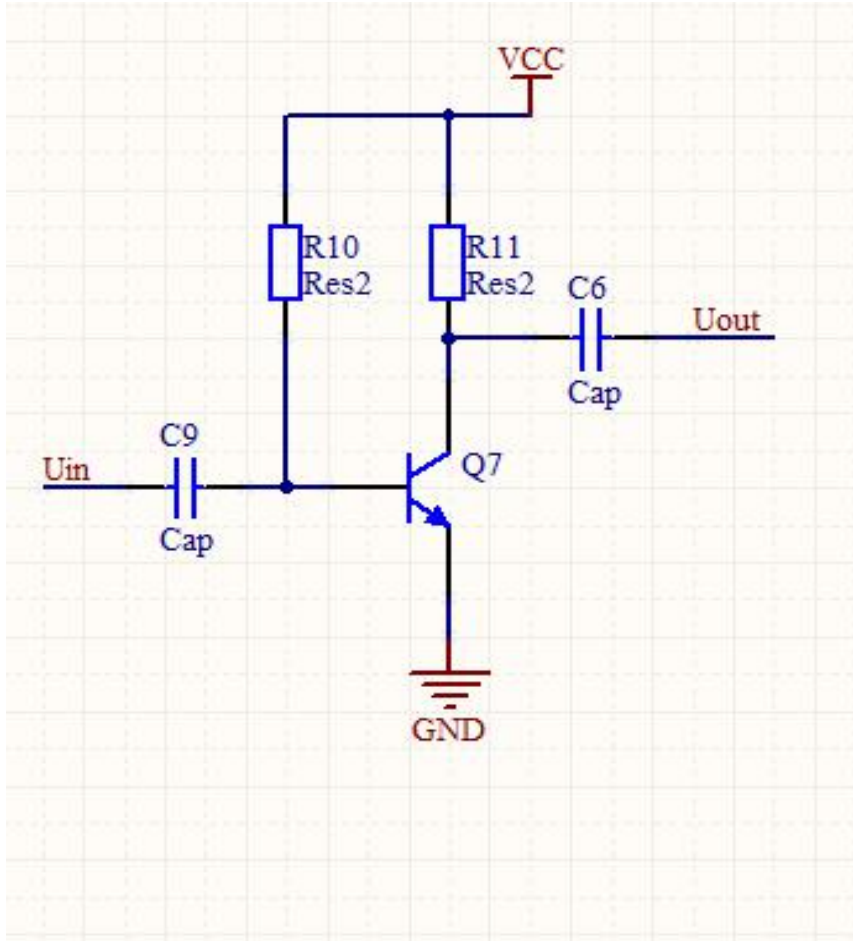 VCC
R10
Res2
R11
Res2
C6
Cap
Uout
C9
Cap
Uin
Q7
GND